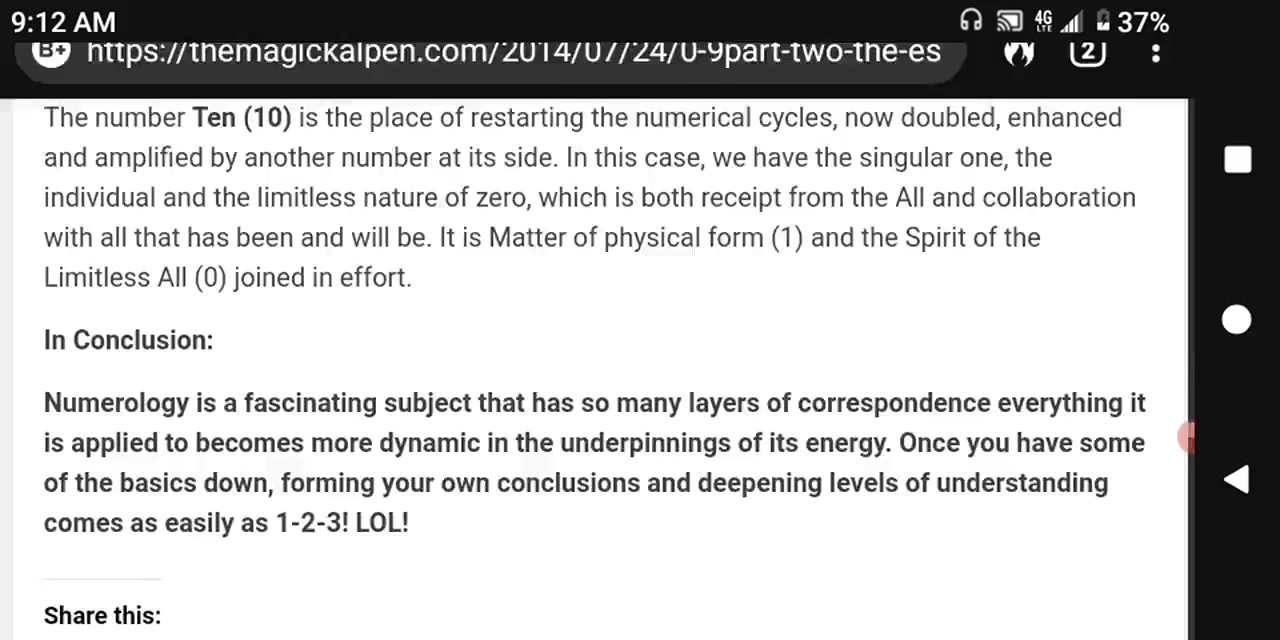 9:12 AM
4G
LTE
37%
B+
https://themagickalpen.com/2014/07/24/0-9part-two-the-es
2
The number Ten (10) is the place of restarting the numerical cycles, now doubled, enhanced
and amplified by another number at its side. In this case, we have the singular one, the
individual and the limitless nature of zero, which is both receipt from the All and collaboration
with all that has been and will be. It is Matter of physical form (1) and the Spirit of the
Limitless All (0) joined in effort.
In Conclusion:
Numerology is a fascinating subject that has so many layers of correspondence everything it
is applied to becomes more dynamic in the underpinnings of its energy. Once you have some
of the basics down, forming your own conclusions and deepening levels of understanding
comes as easily as 1-2-3! LOL!
Share this: